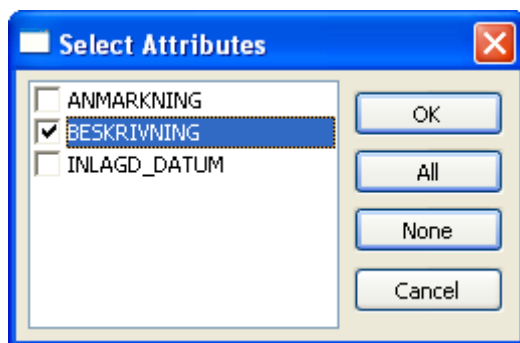 Select Attributes
ANMARKNING
BESKRIVNING
INLAGD_DATUM
OK
All
None
Cancel